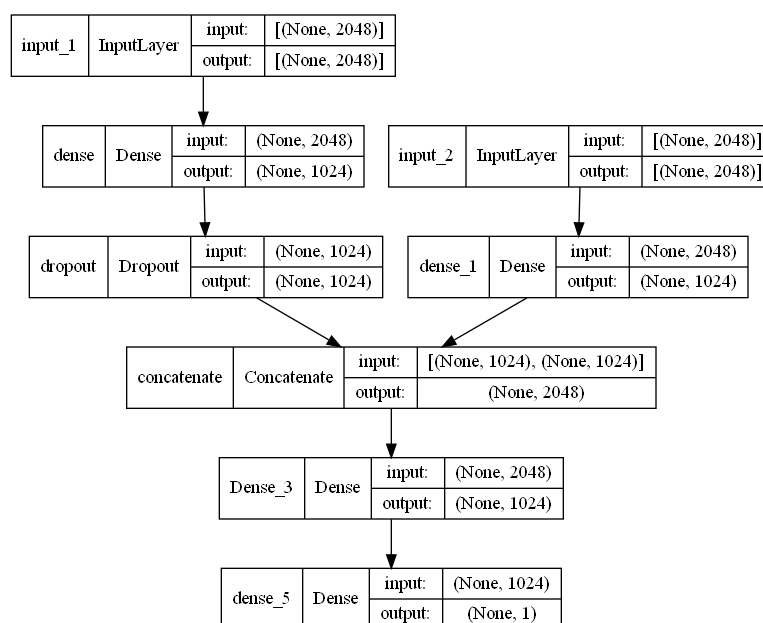 input_1 InputLayer input: [(None, 2048)]
output: [(None, 2048)]
dense Dense input: (None, 2048)
output: (None, 1024)
input_2 InputLayer input: [(None, 2048)]
output: [(None, 2048)]
dropout Dropout input: (None, 1024)
output: (None, 1024)
dense_1 Dense input: (None, 2048)
output: (None, 1024)
concatenate Concatenate input: [(None, 1024), (None, 1024)]
output: (None, 2048)
Dense_3 Dense input: (None, 2048)
output: (None, 1024)
dense_5 Dense input: (None, 1024)
output: (None, 1)